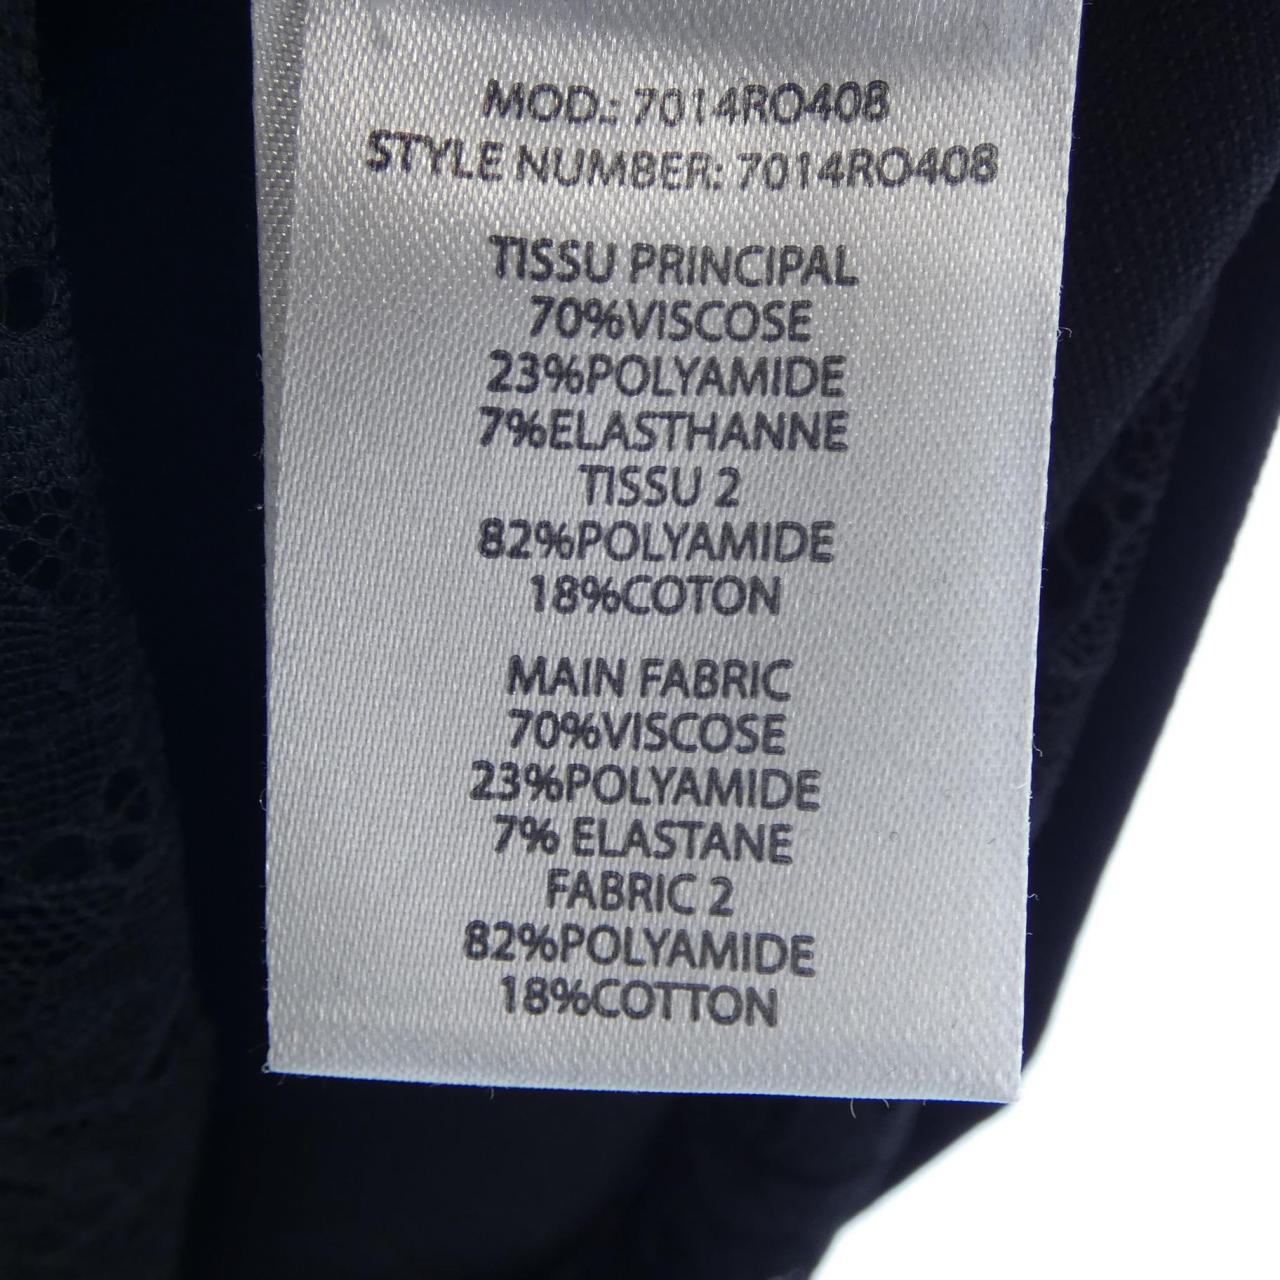 MOD.: 7014RO408
STYLE NUMBER: 7014RO408
TISSU PRINCIPAL
70%VISCOSE
23%POLYAMIDE
7%ELASTHANNE
TISSU 2
82%POLYAMIDE
18%COTON
MAIN FABRIC
70%VISCOSE
23%POLYAMIDE
7% ELASTANE
FABRIC 2
82%POLYAMIDE
18%COTTON